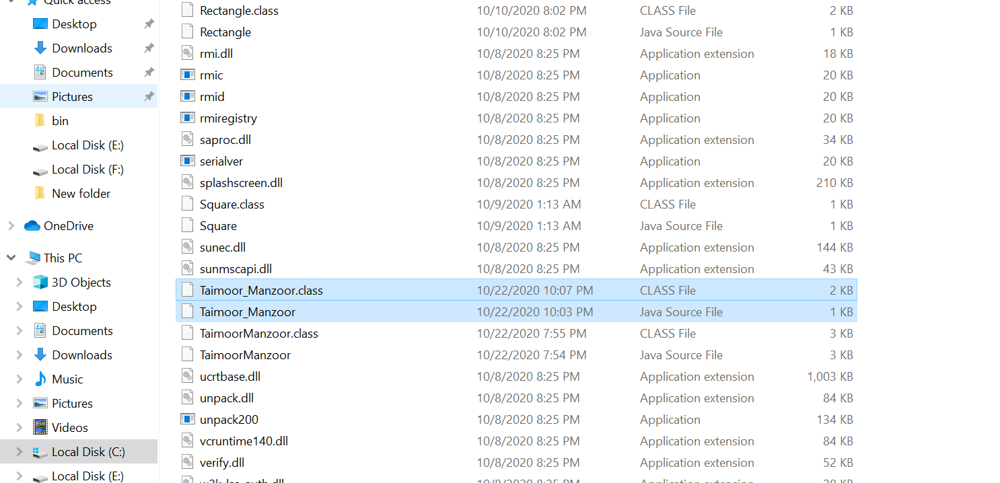 Quick access
Desktop
Downloads
Documents
Pictures
bin
Local Disk (E:)
Local Disk (F:)
New folder
OneDrive
This PC
3D Objects
Desktop
Documents
Downloads
Music
Pictures
Videos
Local Disk (C:)
Local Disk (E:)
Rectangle.class 10/10/2020 8:02 PM CLASS File 2 KB
Rectangle 10/10/2020 8:02 PM Java Source File 1 KB
rmi.dll 10/8/2020 8:25 PM Application extension 18 KB
rmic 10/8/2020 8:25 PM Application 20 KB
rmid 10/8/2020 8:25 PM Application 20 KB
rmiregistry 10/8/2020 8:25 PM Application 20 KB
saproc.dll 10/8/2020 8:25 PM Application extension 34 KB
serialver 10/8/2020 8:25 PM Application 20 KB
splashscreen.dll 10/8/2020 8:25 PM Application extension 210 KB
Square.class 10/9/2020 1:13 AM CLASS File 1 KB
Square 10/9/2020 1:13 AM Java Source File 1 KB
sunec.dll 10/8/2020 8:25 PM Application extension 144 KB
sunmscapi.dll 10/8/2020 8:25 PM Application extension 43 KB
Taimoor_Manzoor.class 10/22/2020 10:07 PM CLASS File 2 KB
Taimoor_Manzoor 10/22/2020 10:03 PM Java Source File 1 KB
TaimoorManzoor.class 10/22/2020 7:55 PM CLASS File 3 KB
TaimoorManzoor 10/22/2020 7:54 PM Java Source File 3 KB
ucrtbase.dll 10/8/2020 8:25 PM Application extension 1,003 KB
unpack.dll 10/8/2020 8:25 PM Application extension 84 KB
unpack200 10/8/2020 8:25 PM Application 134 KB
vcruntime140.dll 10/8/2020 8:25 PM Application extension 84 KB
verify.dll 10/8/2020 8:25 PM Application extension 52 KB
10/8/2020 8:25 PM Application extension